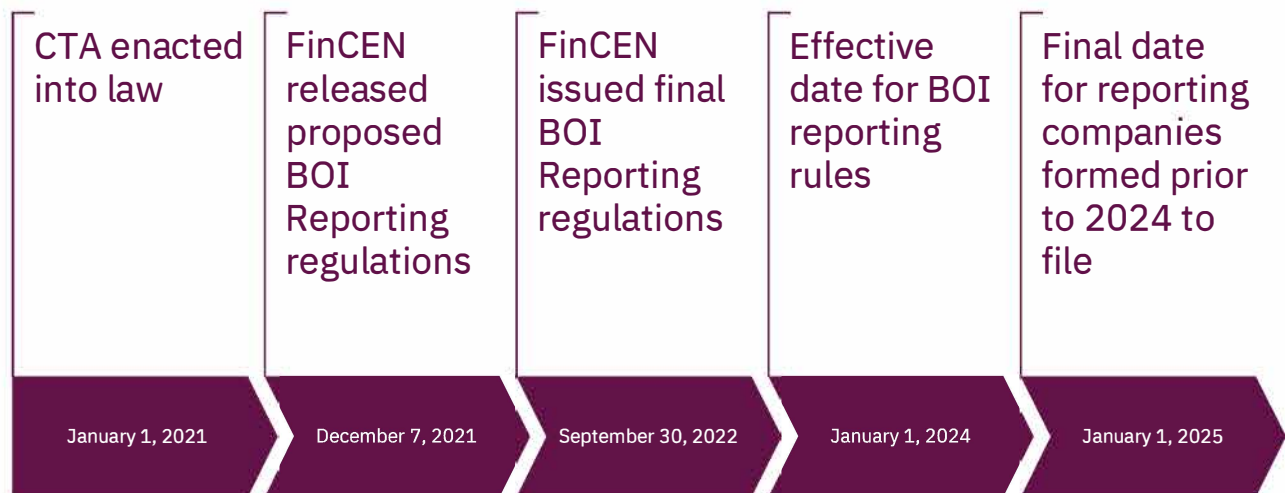 CTA enacted
into law
FinCEN
released
proposed
BOI
Reporting
regulations
FinCEN
issued final
BOI
Reporting
regulations
Effective
date for BOI
reporting
rules
Final date
for reporting
companies
formed prior
to 2024 to
file
January 1, 2021
December 7, 2021
September 30, 2022
January 1, 2024
January 1, 2025